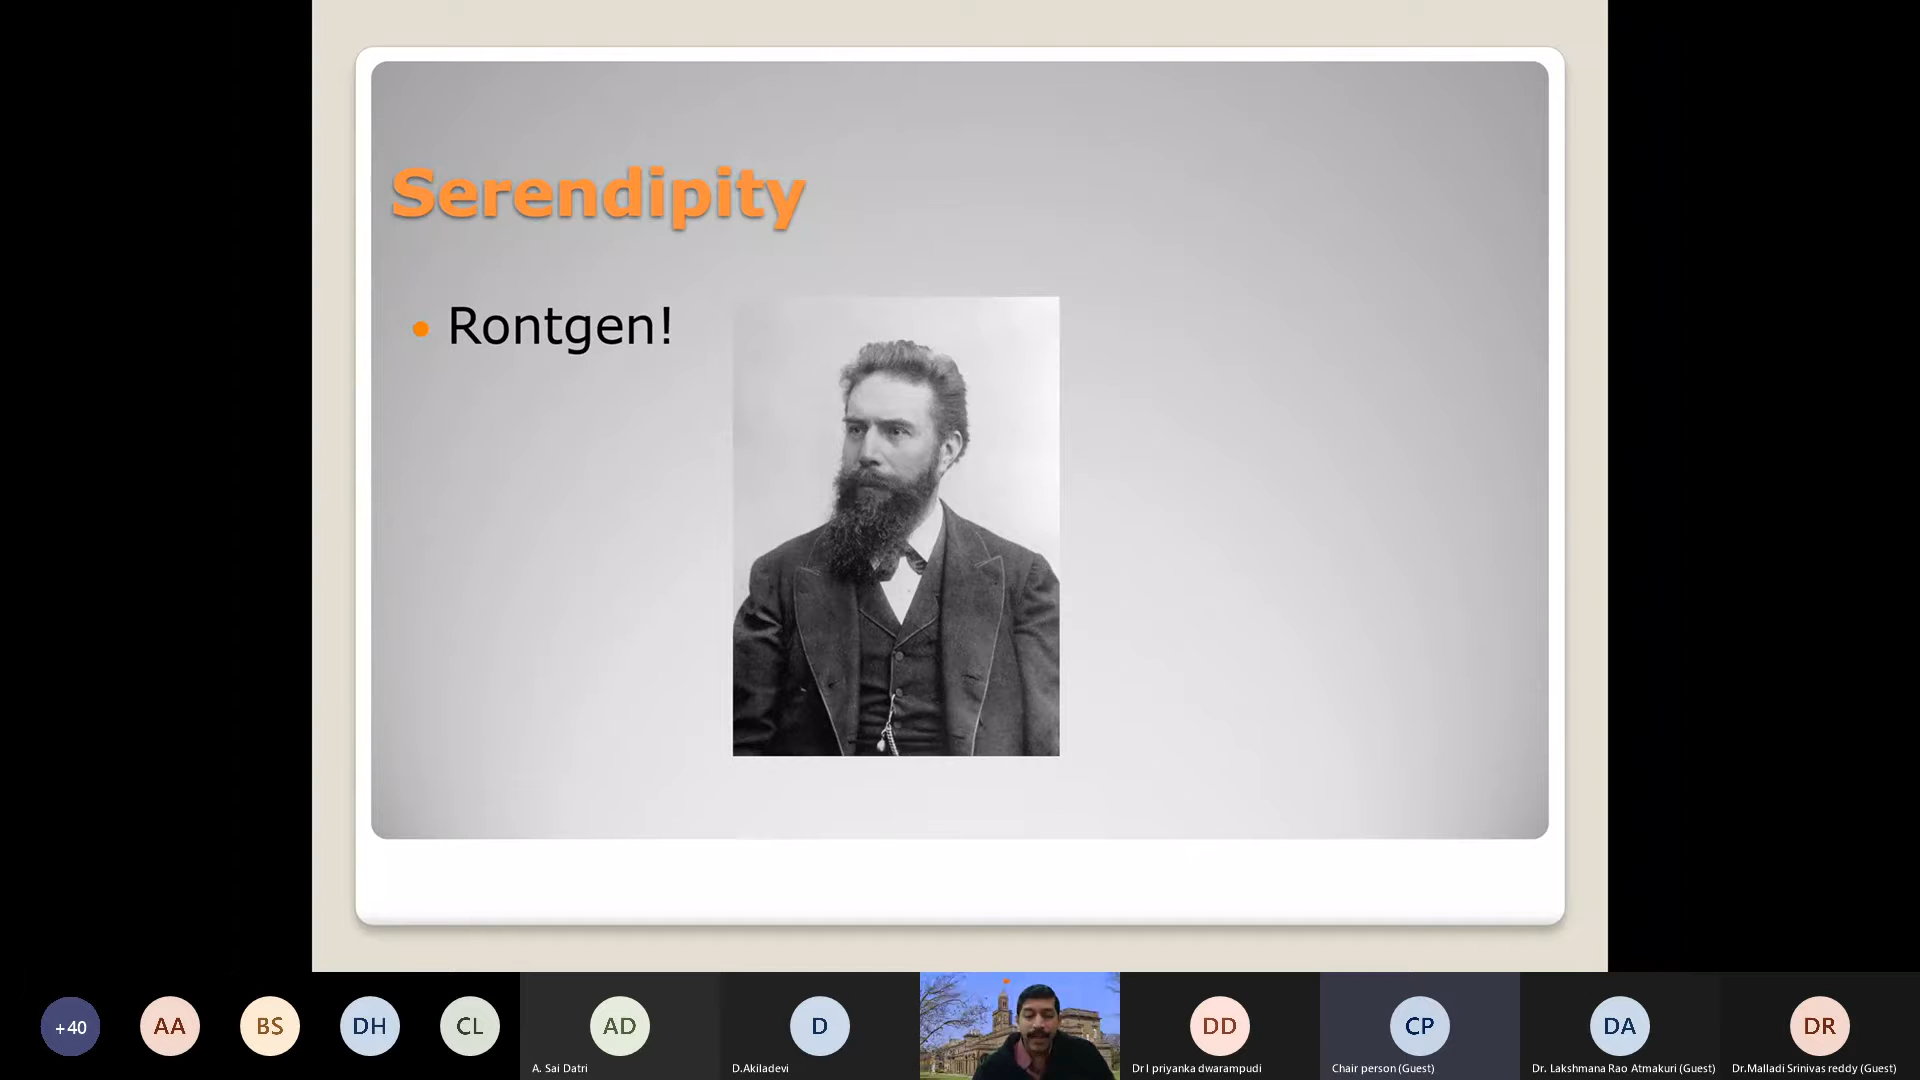 Serendipity
• Rontgen!
+40
AA
BS
DH
CL
AD
D
DD
CP
DA
DR
A. Sai Datri
D.Akiladevi
Dr I priyanka dwarampudi
Chair person (Guest)
Dr. Lakshmana Rao Atmakuri (Guest)
Dr.Malladi Srinivas reddy (Guest)